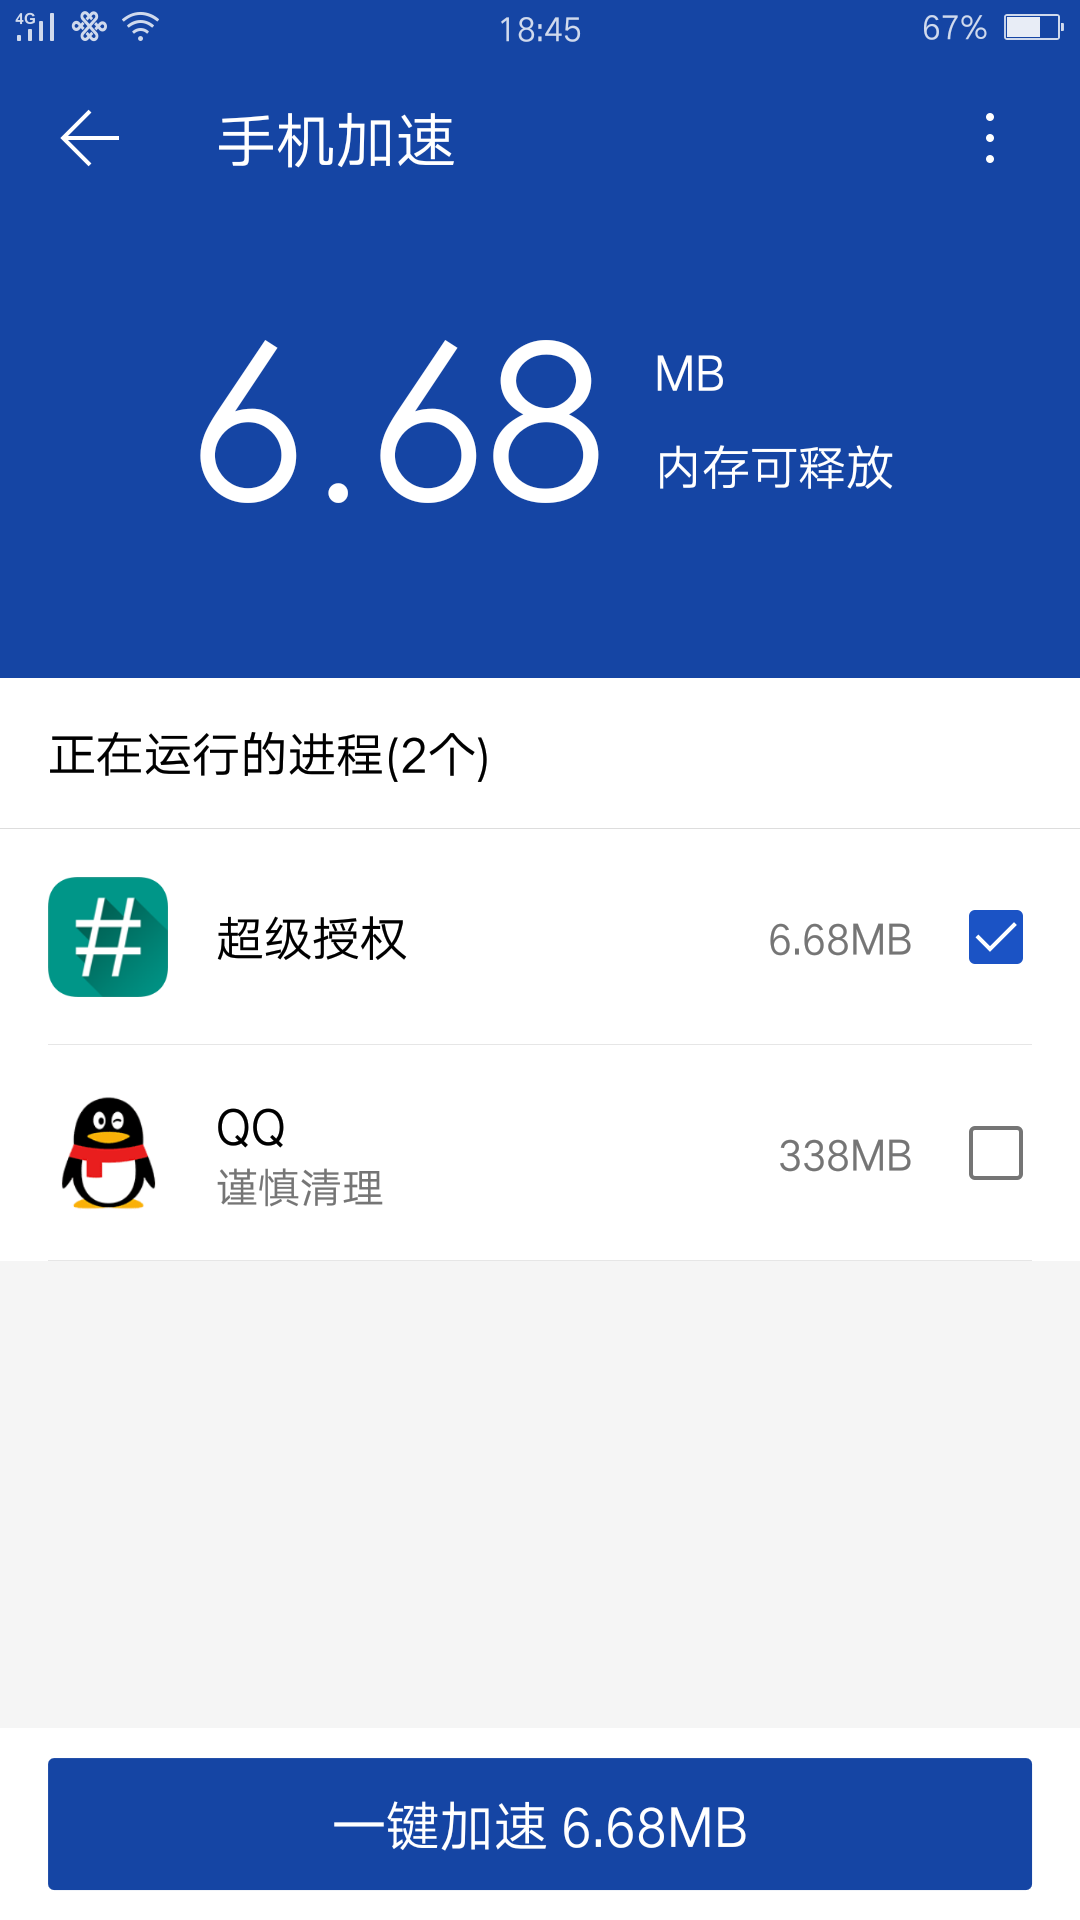 4G 18:45 67%
手机加速
6.68 MB
内存可释放
正在运行的进程(2个)
超级授权 6.68MB
QQ
谨慎清理 338MB
一键加速 6.68MB